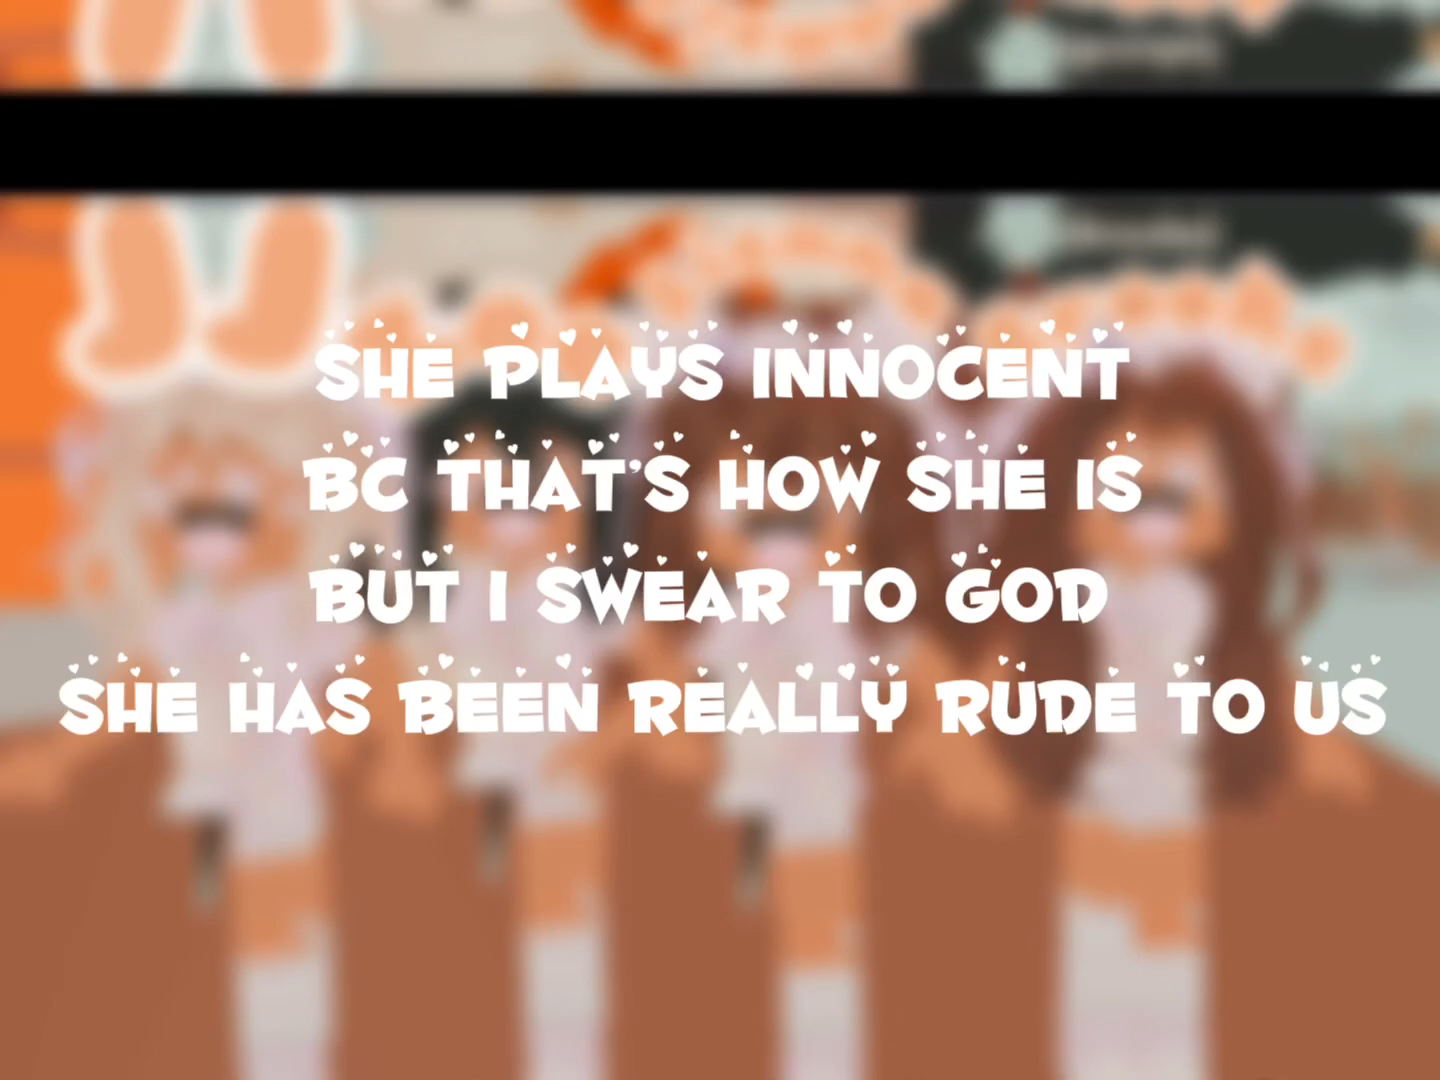 SHE PLAYS INNOCENT
BC THAT'S HOW SHE IS
BUT I SWEAR TO GOD
SHE HAS BEEN REALLY RUDE TO US